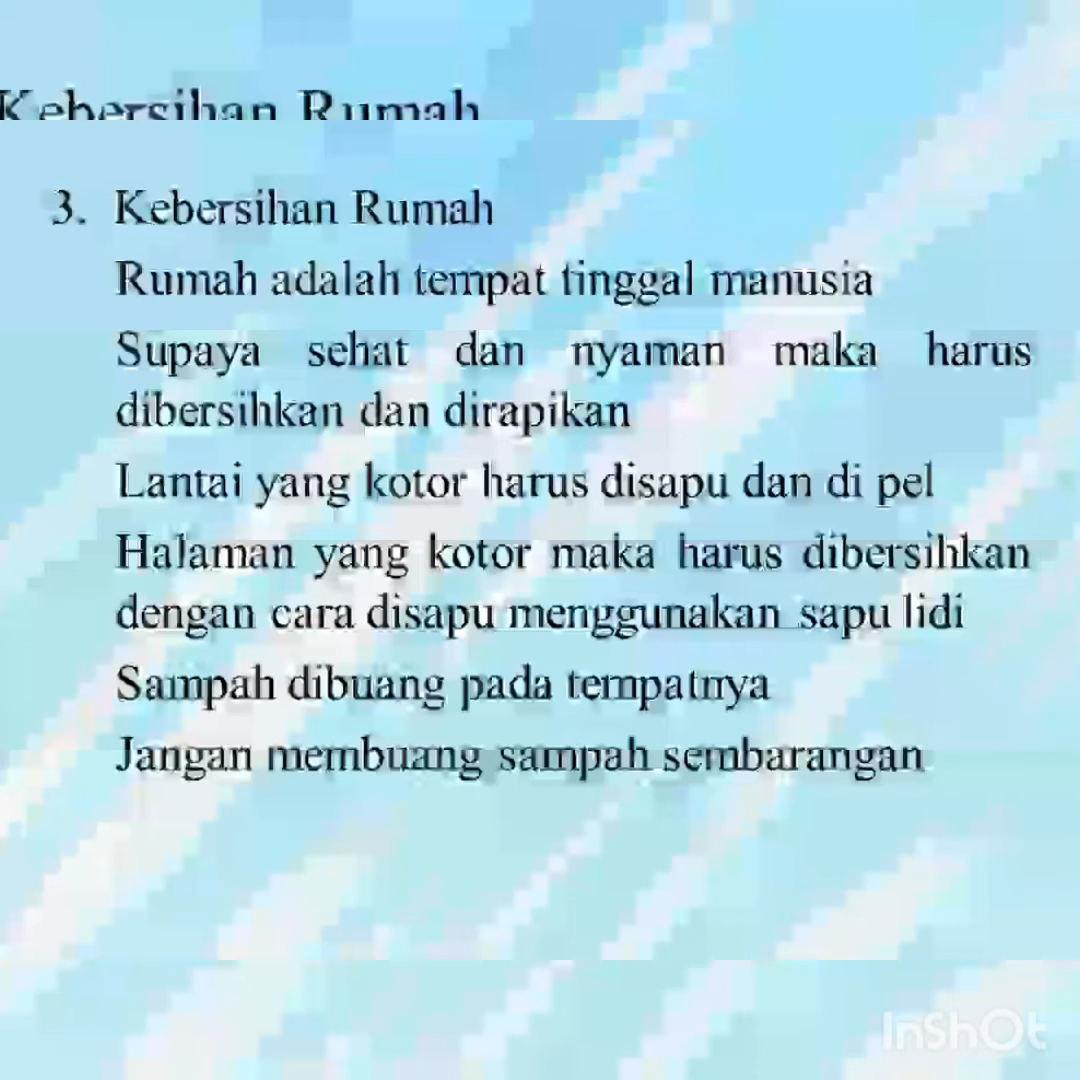 Kebersihan Rumah
3. Kebersihan Rumah
Rumah adalah tempat tinggal manusia
Supaya sehat dan nyaman maka harus
dibersihkan dan dirapikan
Lantai yang kotor harus disapu dan di pel
Halaman yang kotor maka harus dibersihkan
dengan cara disapu menggunakan sapu lidi
Sampah dibuang pada tempatnya
Jangan membuang sampah sembarangan
InShOt